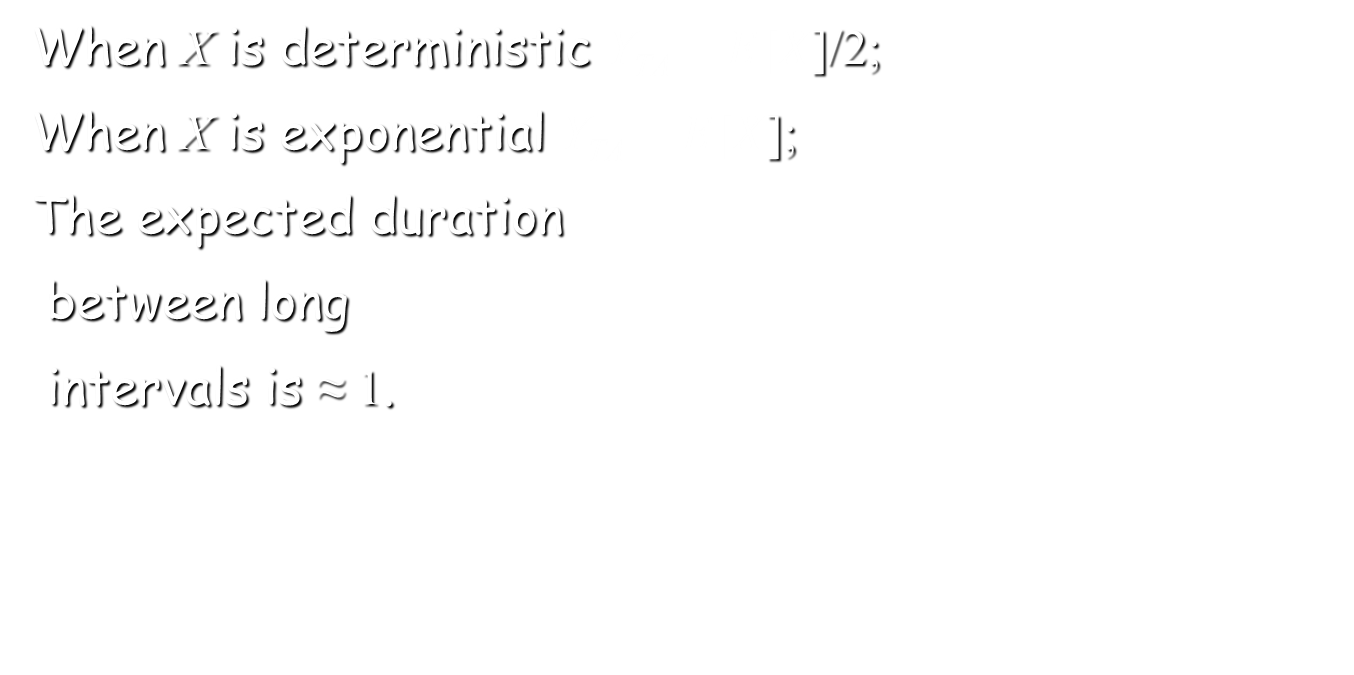 When X is deterministic ]/2;
When X is exponential ];
The expected duration
between long
intervals is ≈ 1.